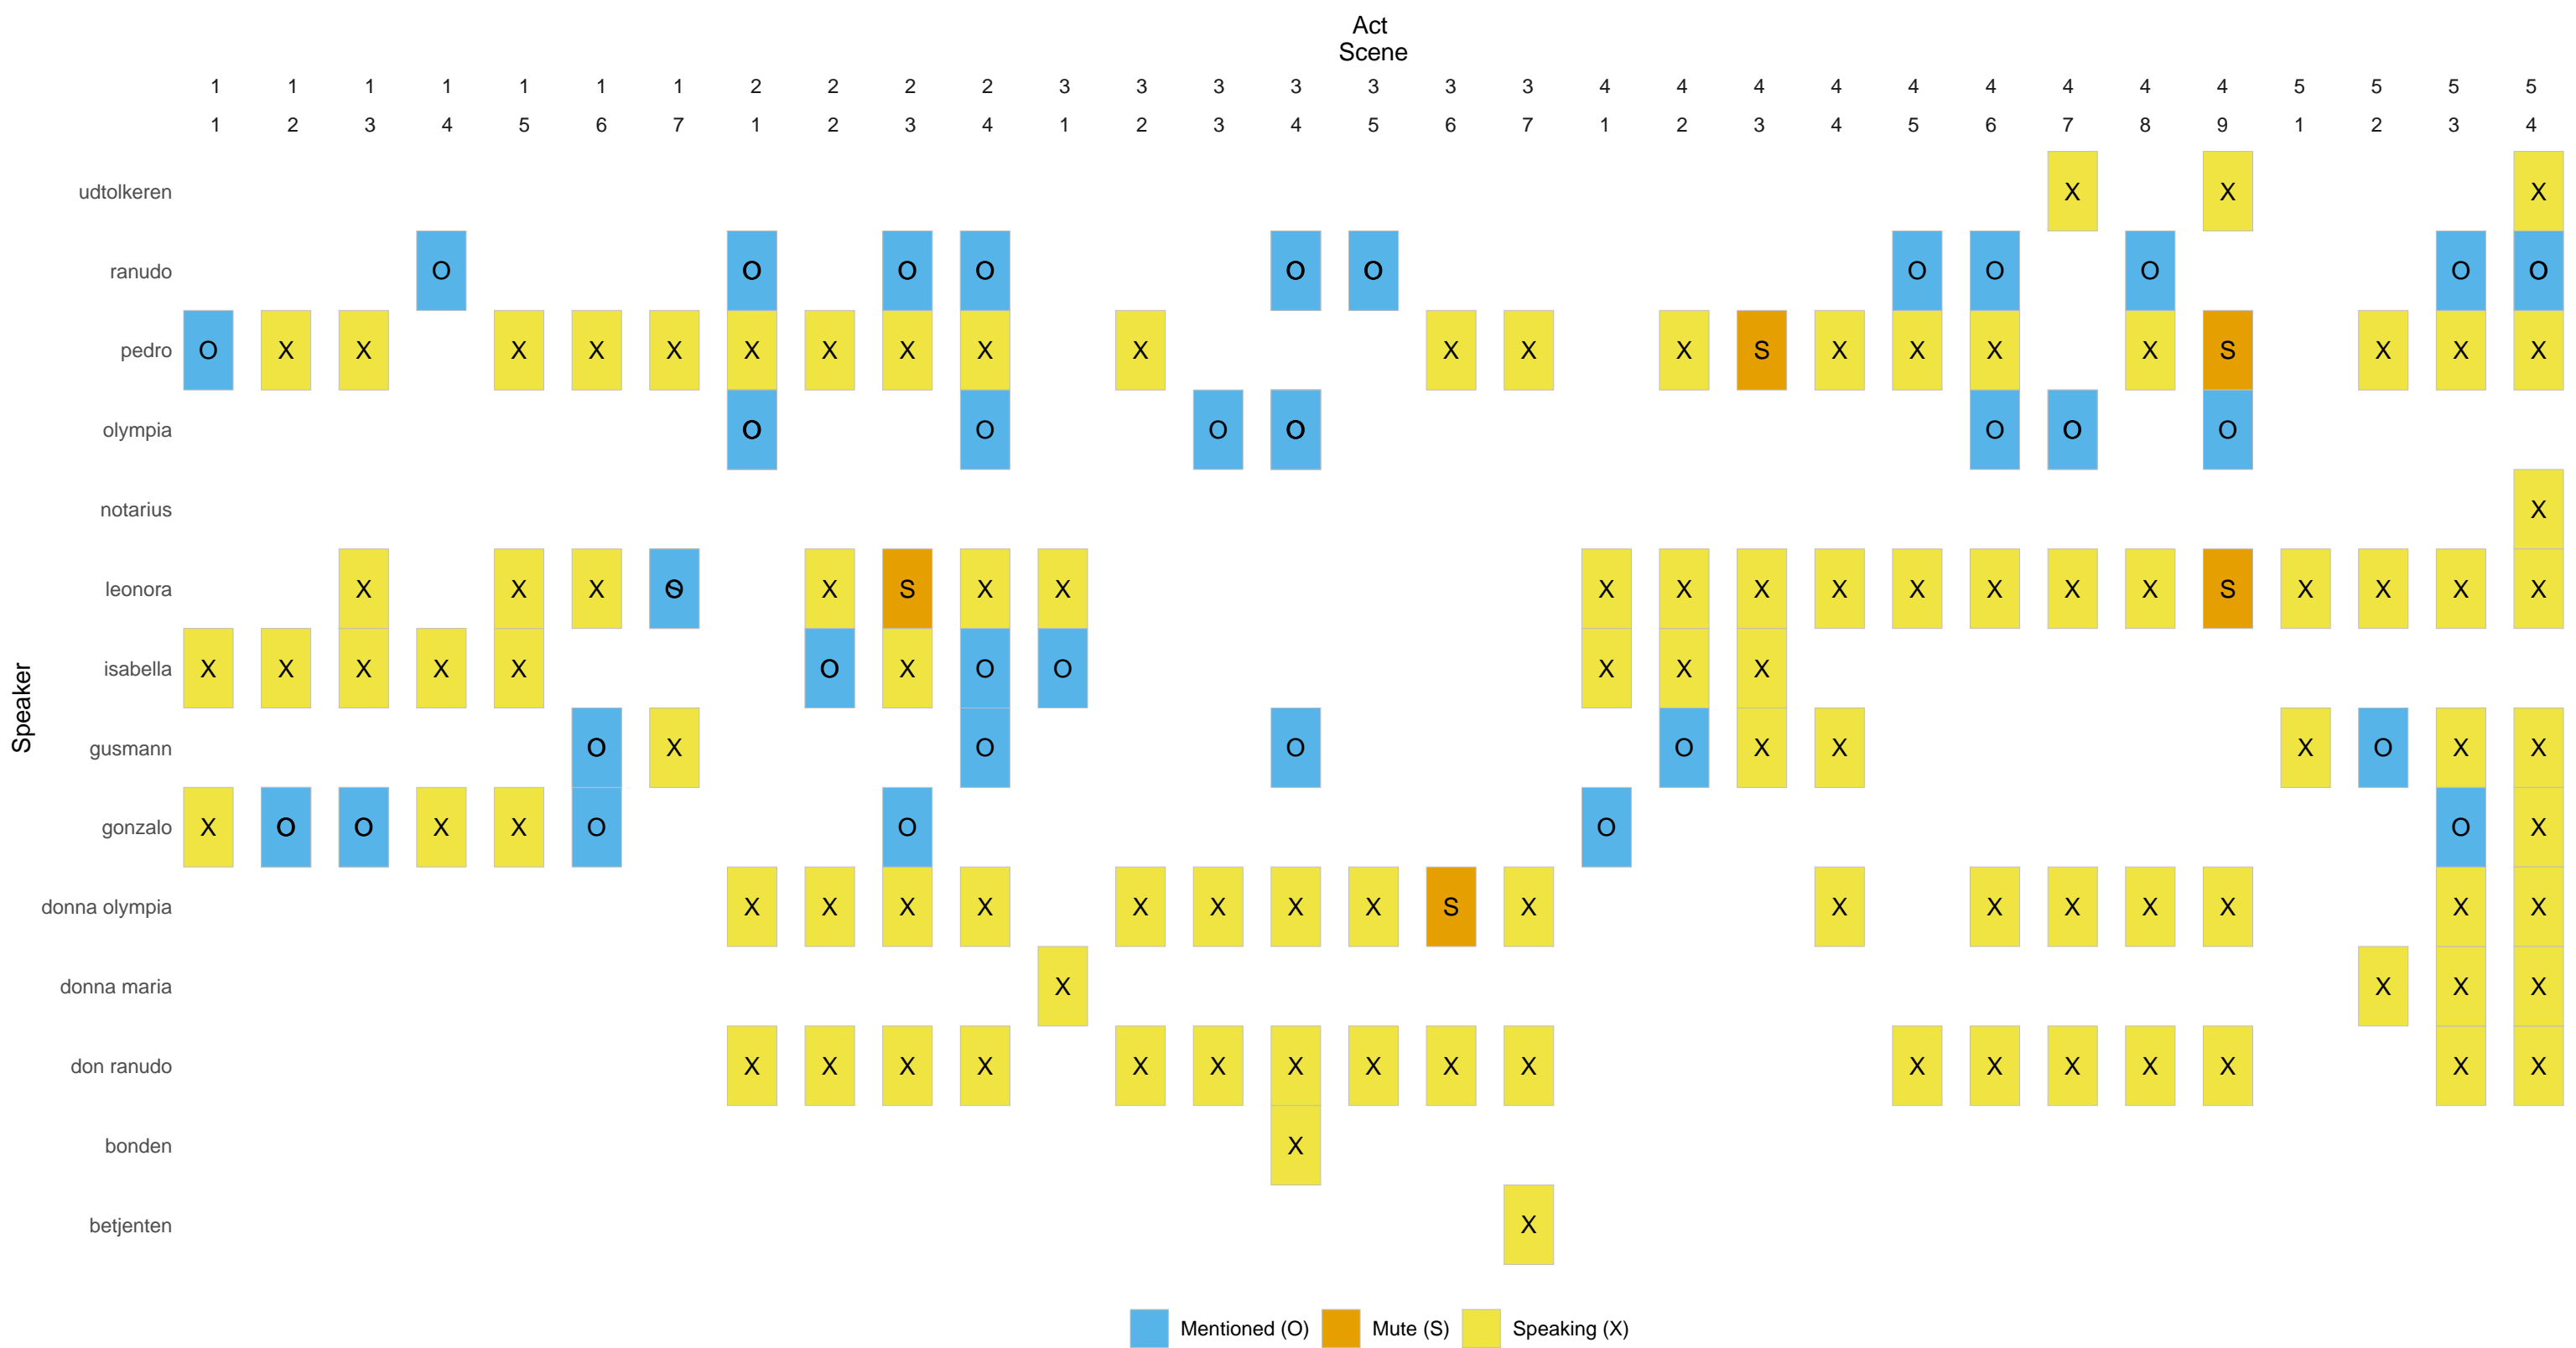 Act
Scene
1 1 1 1 1 1 1 2 2 2 2 3 3 3 3 3 3 3 4 4 4 4 4 4 4 4 4 5 5 5 5
1 2 3 4 5 6 7 1 2 3 4 1 2 3 4 5 6 7 1 2 3 4 5 6 7 8 9 1 2 3 4
udtolkeren X X X
ranudo O O O O O O O O O O O
pedro O X X X X X X X X X X X X X S X X X X S X X X
olympia O O O O O O O
notarius X
leonora X X X S X S X X X X X X X X X X S X X X X
isabella X X X X X O X O O X X X
gusmann O X O O O X X X O X X
gonzalo X O O X X O O O O X
donna olympia X X X X X X X X S X X X X X X X X
donna maria X X X X
don ranudo X X X X X X X X X X X X X X X X X
bonden X
betjenten X
Speaker
Mentioned (O) Mute (S) Speaking (X)